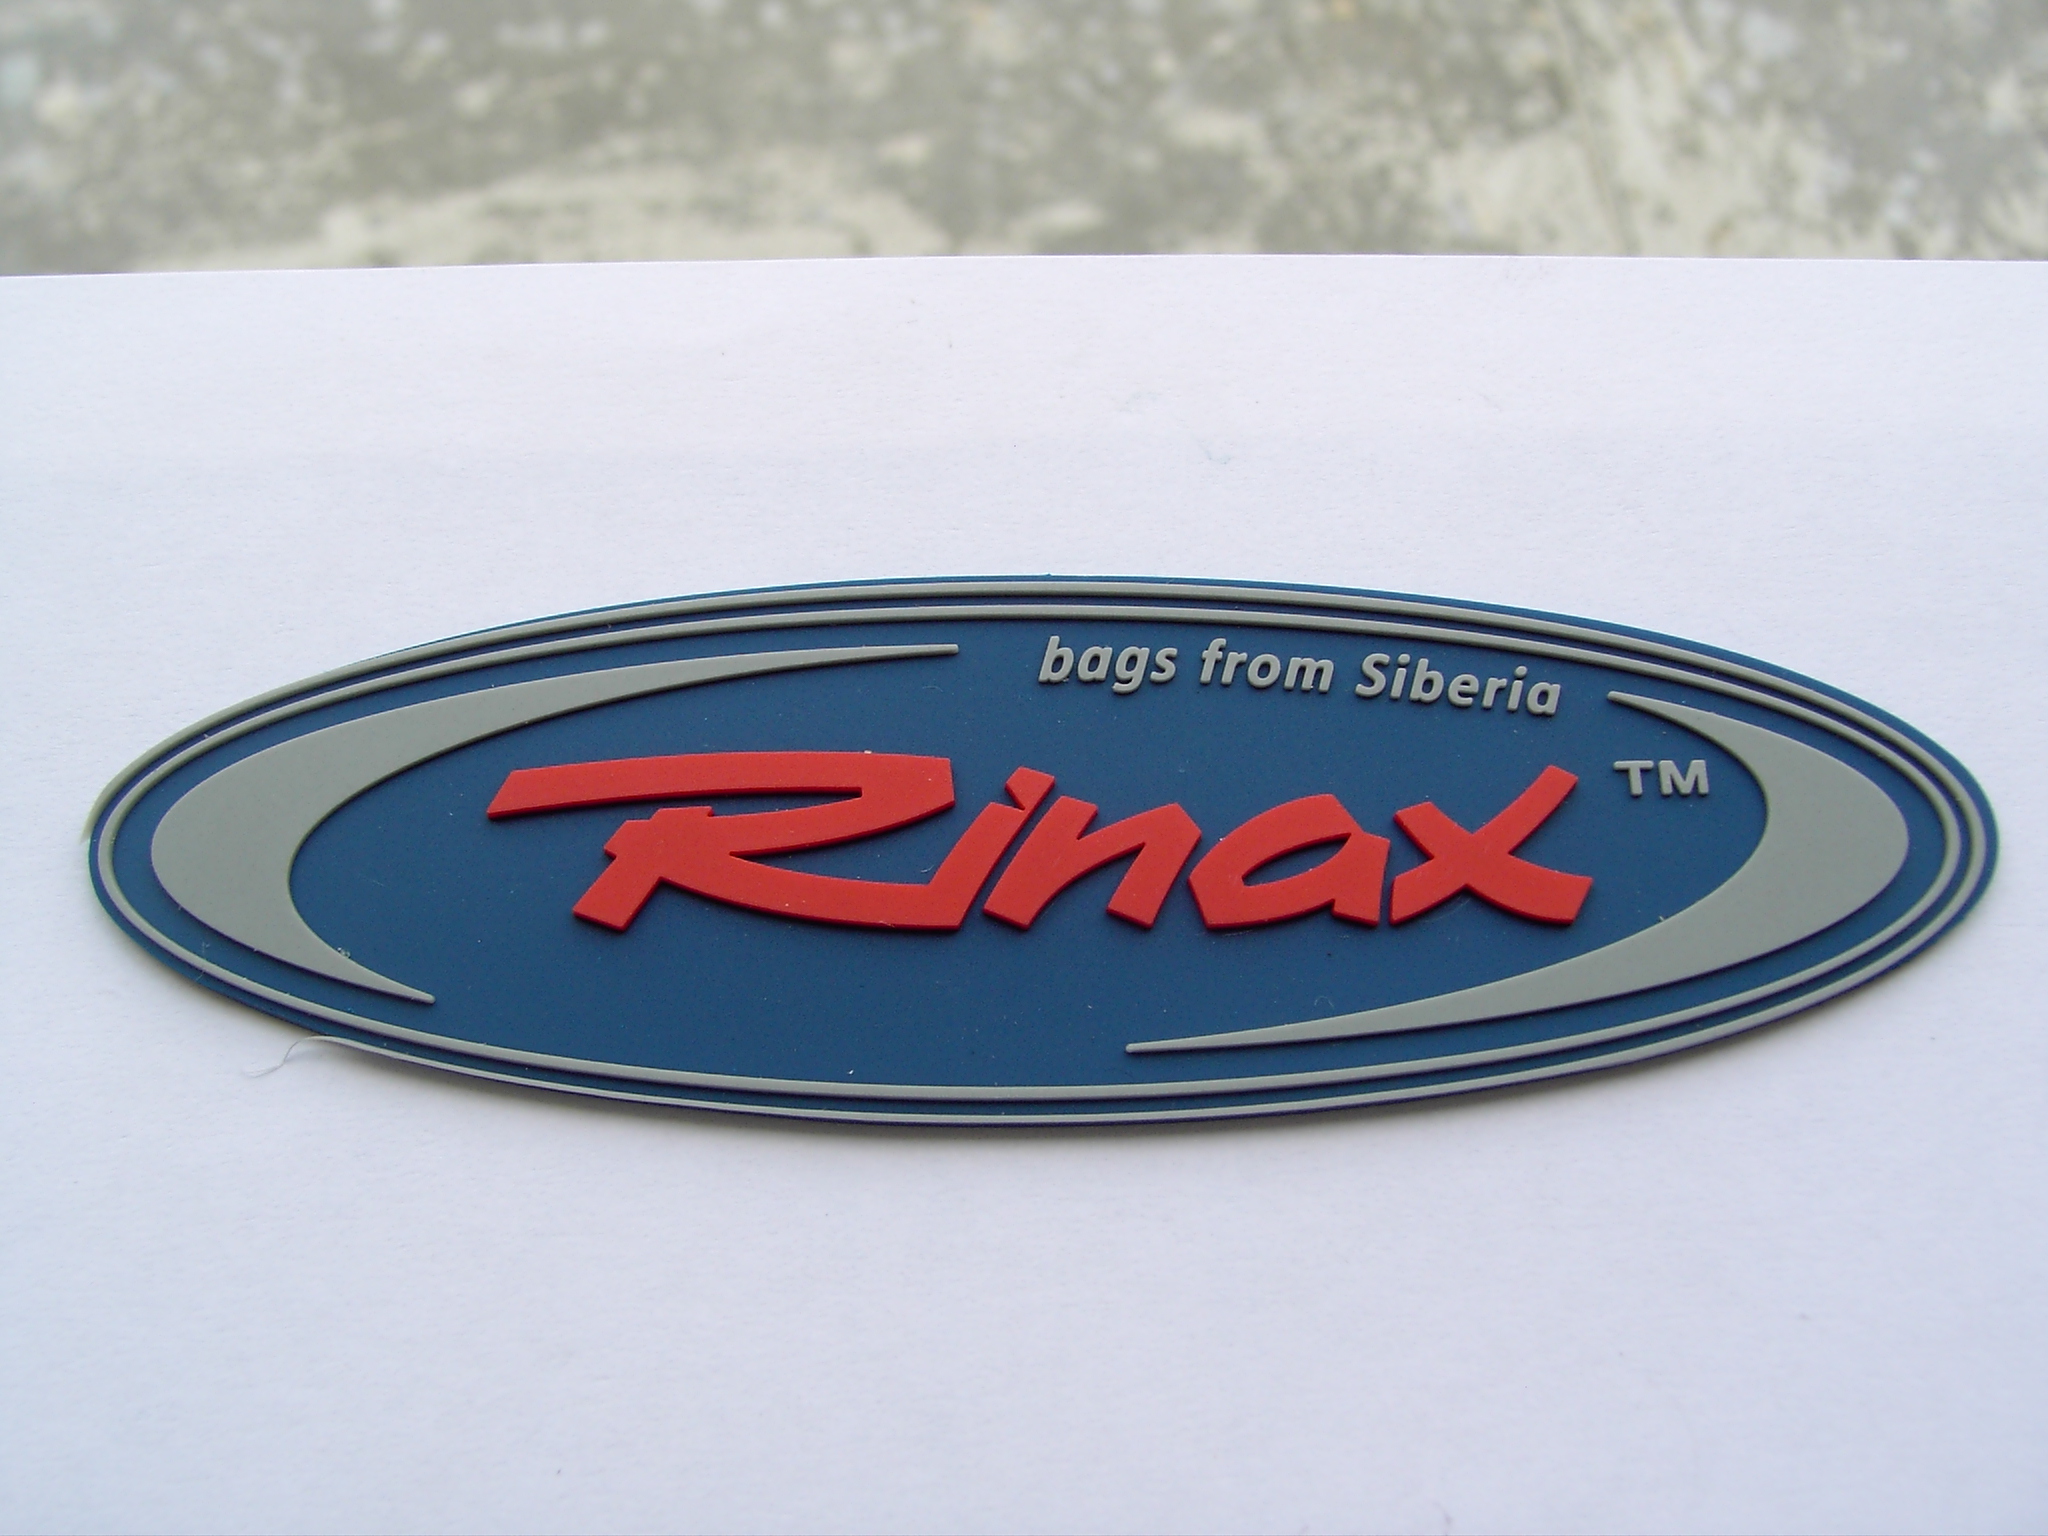 bags from Siberia
Rinax TM